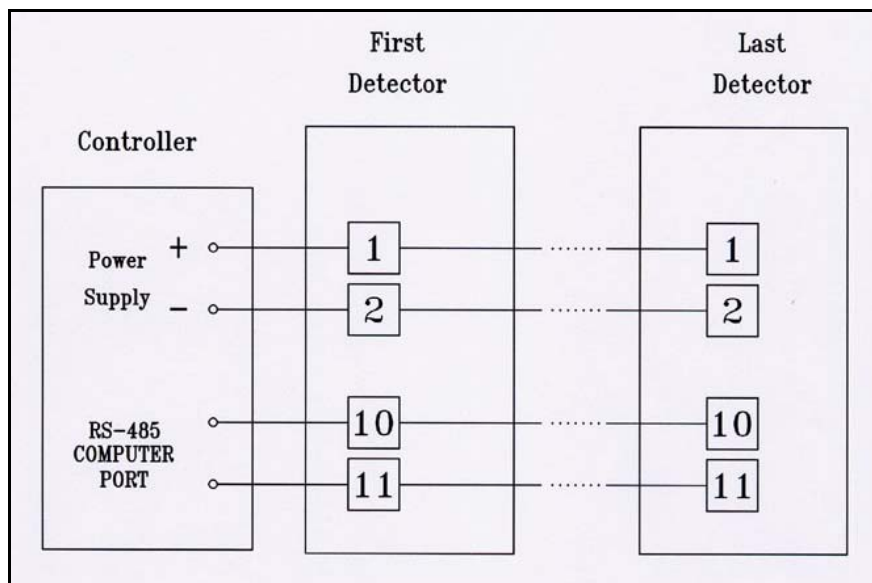 First
Detector
Last
Detector
Controller
Power
Supply
+
-
1
2
1
2
RS-485
COMPUTER
PORT
10
11
10
11